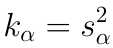 k_α = s_α^2